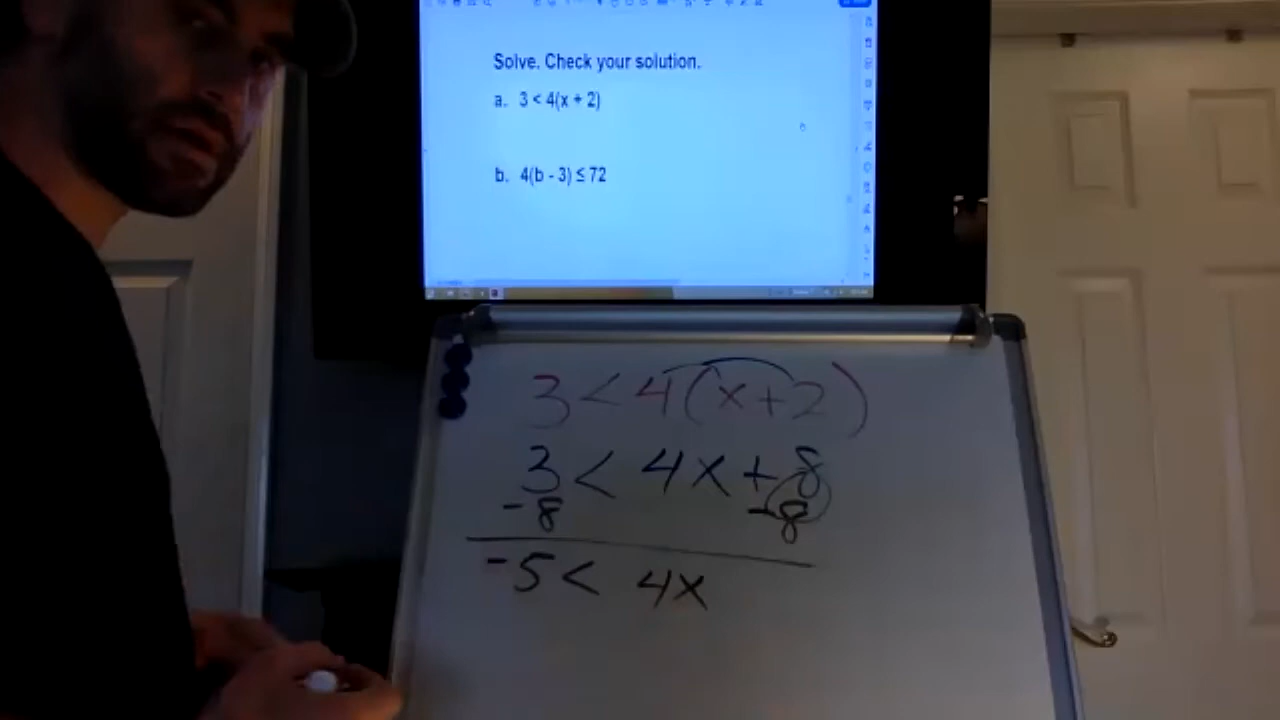 Solve. Check your solution.
a. 3 < 4(x + 2)
b. 4(b - 3) ≤ 72
3 < 4(x+2)
3 < 4x + 8
-8 -8
-5 < 4x